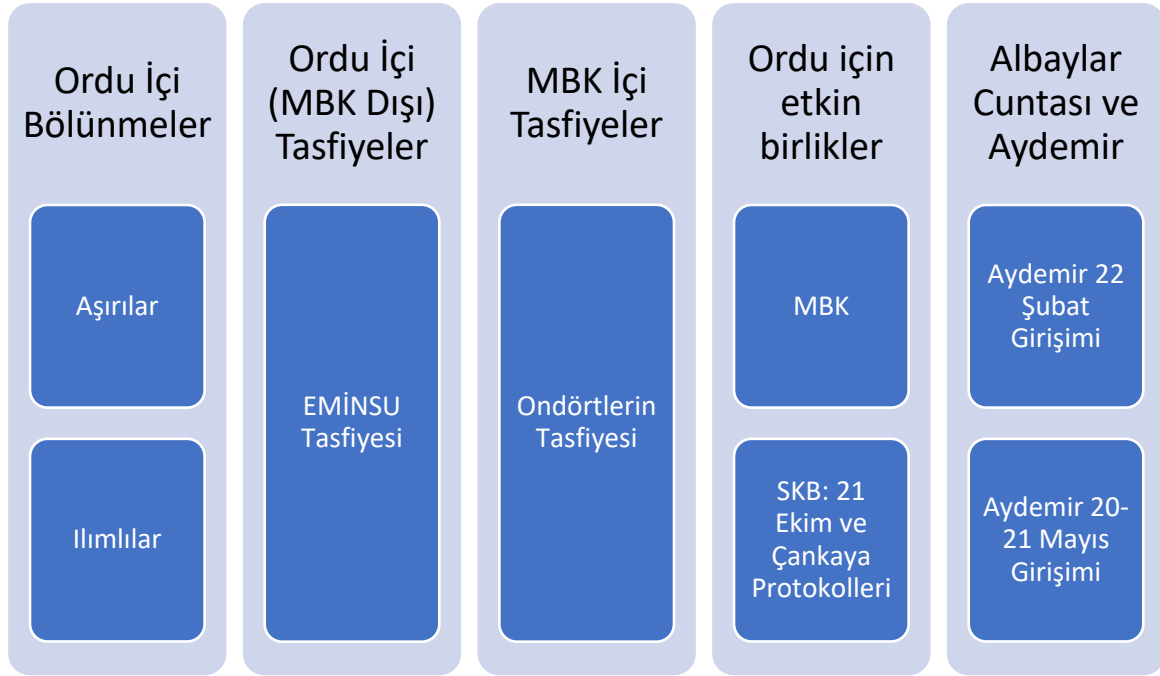 Ordu İçi
Bölünmeler
Aşırılar
Ilımlılar
Ordu İçi
(MBK Dışı)
Tasfiyeler
EMİNSU
Tasfiyesi
MBK İçi
Tasfiyeler
Ondörtlerin
Tasfiyesi
Ordu için
etkin
birlikler
MBK
SKB: 21
Ekim ve
Çankaya
Protokolleri
Albaylar
Cuntası ve
Aydemir
Aydemir 22
Şubat
Girişimi
Aydemir 20-
21 Mayıs
Girişimi